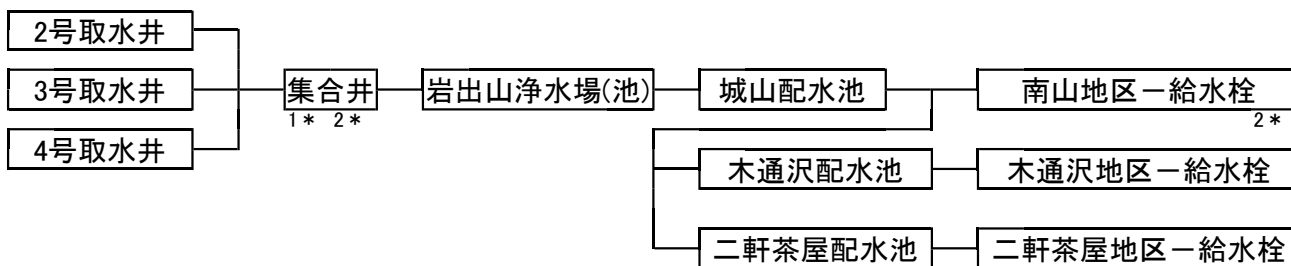 2号取水井
3号取水井
4号取水井
集合井
1* 2*
岩出山浄水場(池)
城山配水池
南山地区－給水栓
2*
木通沢配水池
木通沢地区－給水栓
二軒茶屋配水池
二軒茶屋地区－給水栓